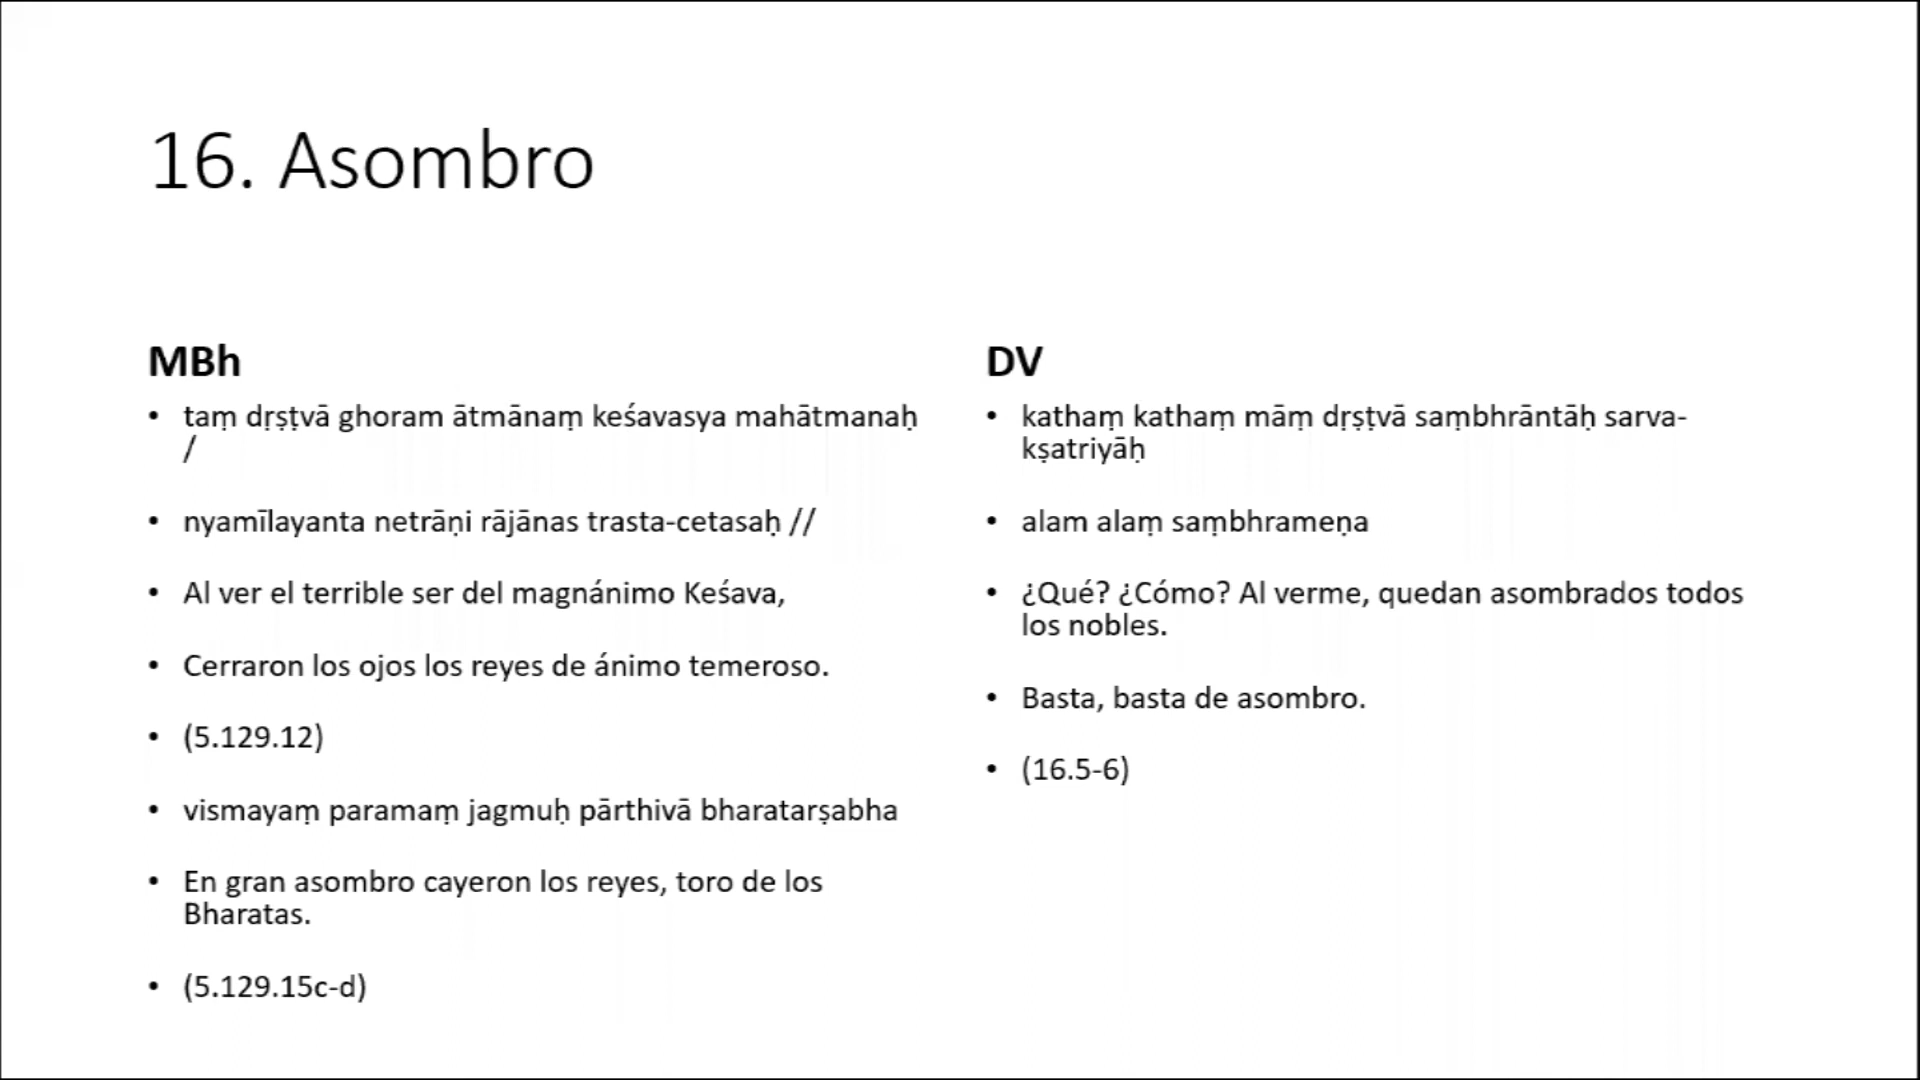 16. Asombro
MBh
• taṃ dṛṣṭvā ghoram ātmānaṃ keśavasya mahātmanaḥ
/
• nyamīlayanta netrāṇi rājānas trasta-cetasaḥ //
• Al ver el terrible ser del magnánimo Keśava,
• Cerraron los ojos los reyes de ánimo temeroso.
• (5.129.12)
• vismayaṃ paramaṃ jagmuḥ pārthivā bharatarṣabha
• En gran asombro cayeron los reyes, toro de los
Bharatas.
• (5.129.15c-d)
DV
• kathaṃ kathaṃ māṃ dṛṣṭvā saṃbhrāntāḥ sarva-
kṣatriyāḥ
• alam alaṃ saṃbhrameṇa
• ¿Qué? ¿Cómo? Al verme, quedan asombrados todos
los nobles.
• Basta, basta de asombro.
• (16.5-6)